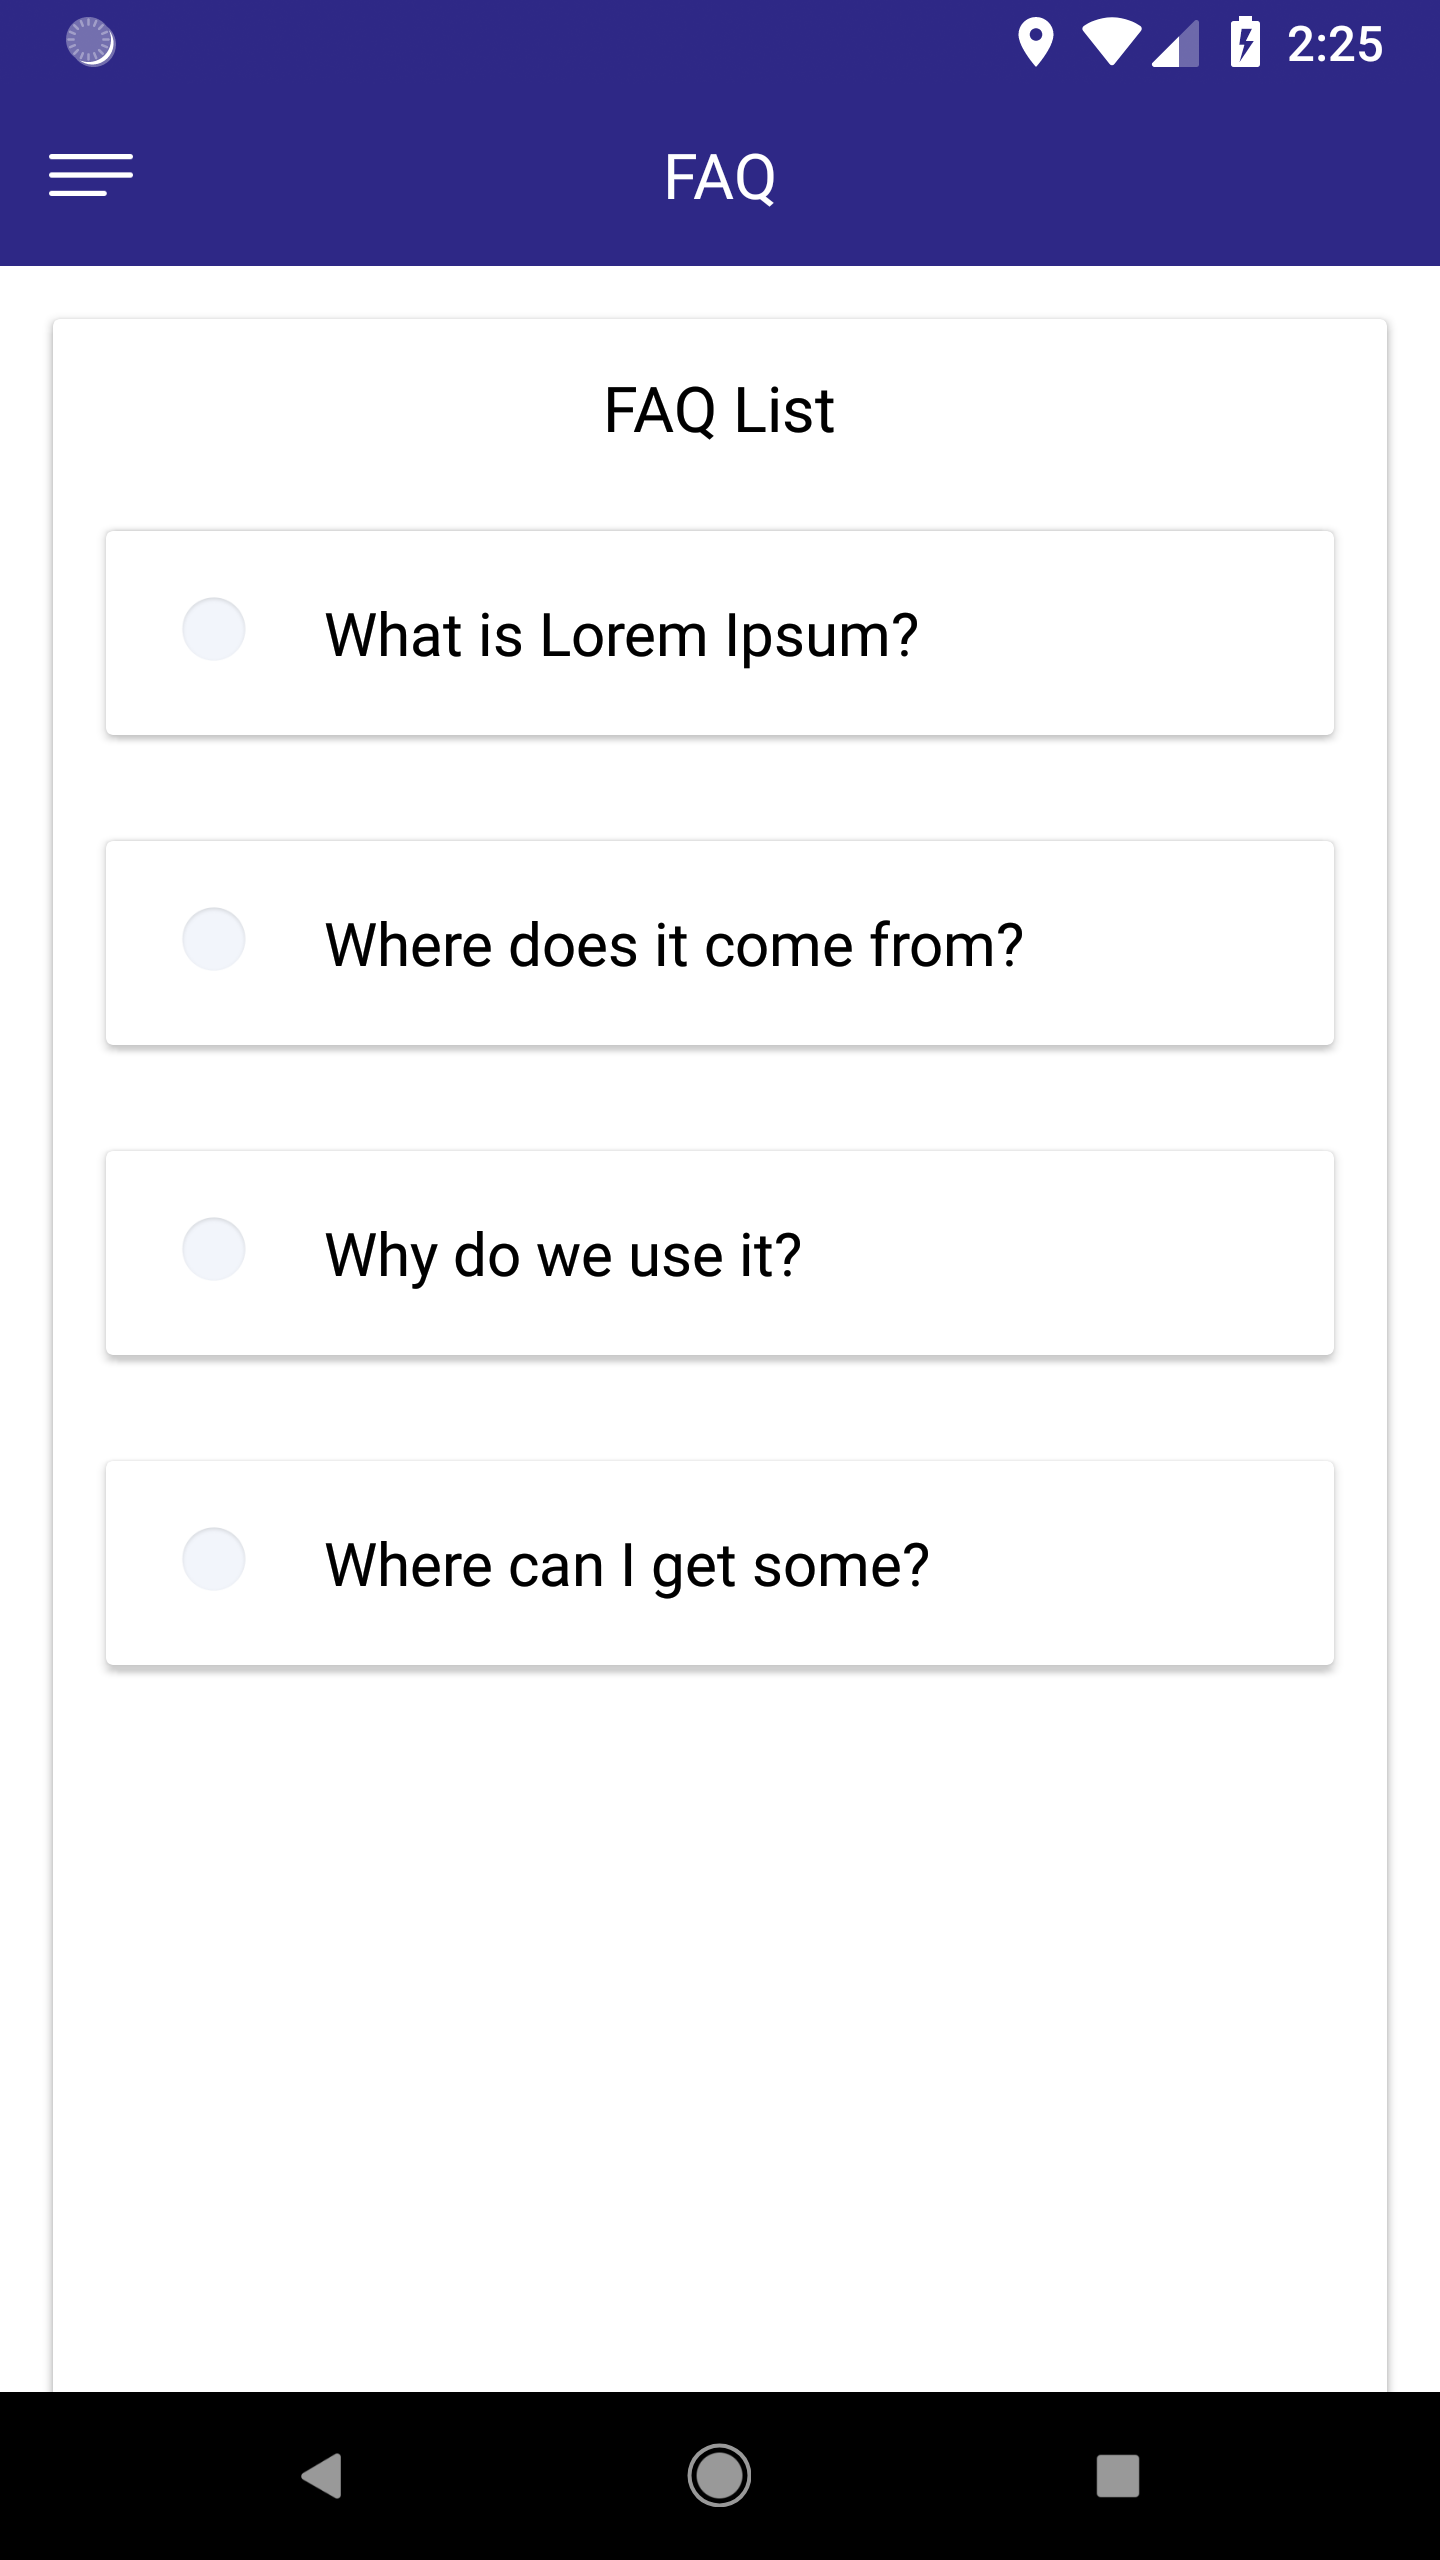 2:25
FAQ
FAQ List
What is Lorem Ipsum?
Where does it come from?
Why do we use it?
Where can I get some?